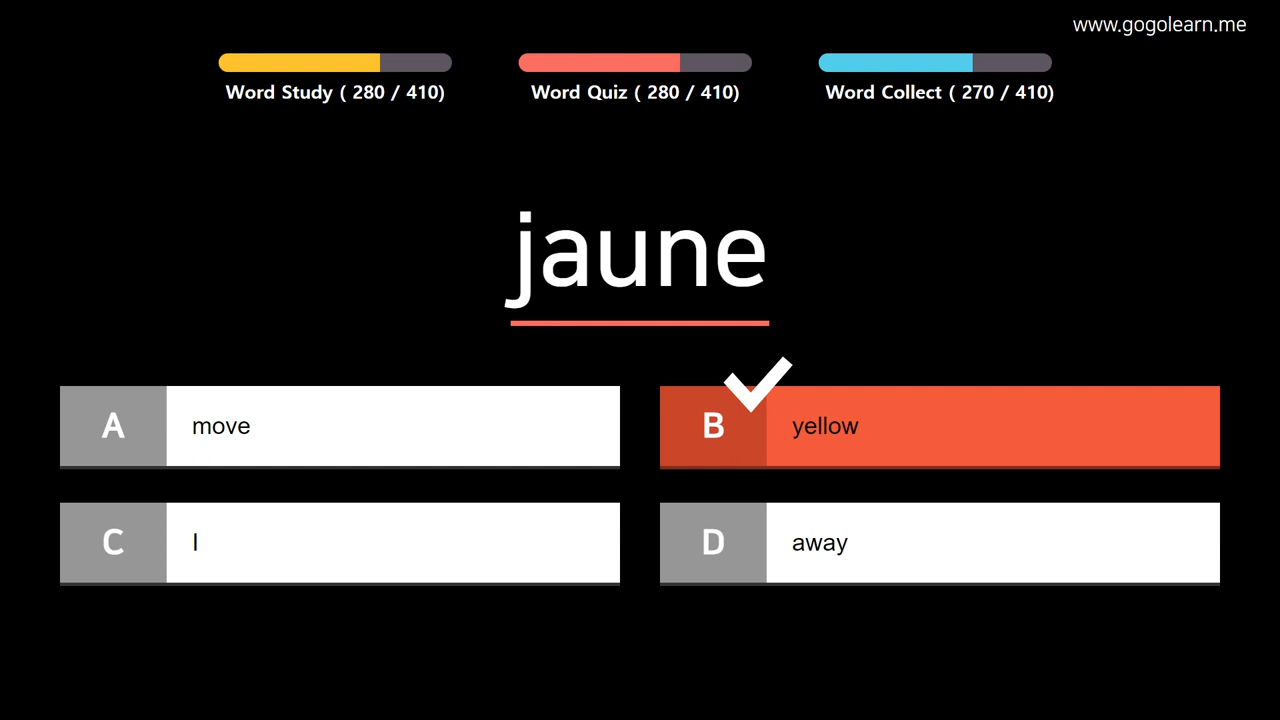 www.gogolearn.me
Word Study ( 280 / 410)
Word Quiz ( 280 / 410)
Word Collect ( 270 / 410)
jaune
A move
B yellow
C I
D away